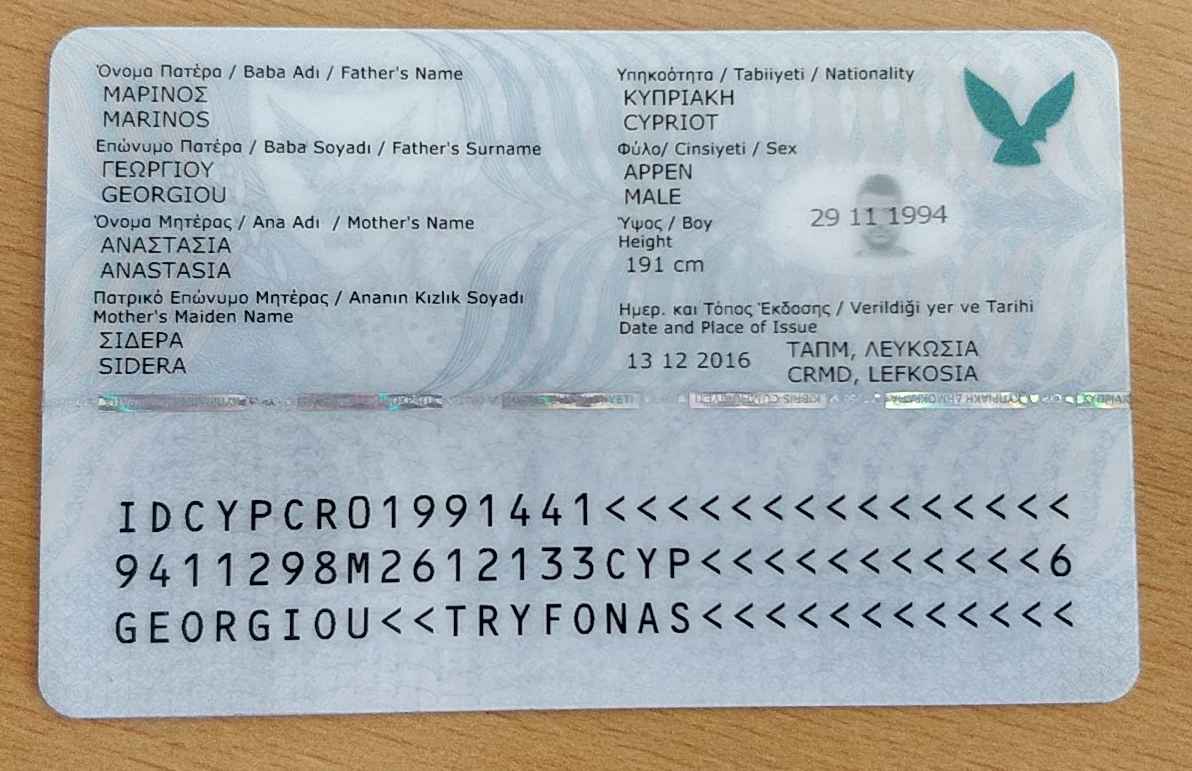 Όνομα Πατέρα / Baba Adı / Father's Name
ΜΑΡΙΝΟΣ
MARINOS
Επώνυμο Πατέρα / Baba Soyadı / Father's Surname
ΓΕΩΡΓΙΟΥ
GEORGIOU
Όνομα Μητέρας / Ana Adı / Mother's Name
ΑΝΑΣΤΑΣΙΑ
ANASTASIA
Πατρικό Επώνυμο Μητέρας / Ananın Kızlık Soyadı
Mother's Maiden Name
ΣΙΔΕΡΑ
SIDERA
Υπηκοότητα / Tabiiyeti / Nationality
ΚΥΠΡΙΑΚΗ
CYPRIOT
Φύλο/ Cinsiyeti / Sex
ΑΡΡΕΝ
MALE
Ύψος / Boy
Height
191 cm
29 11 1994
Ημερ. και Τόπος Έκδοσης / Verildiği yer ve Tarihi
Date and Place of Issue
13 12 2016
ΤΑΠΜ, ΛΕΥΚΩΣΙΑ
CRMD, LEFKOSIA
IDCYPCR01991441<<<<<<<<<<<<<<<
9411298M2612133CYP<<<<<<<<<<<6
GEORGIOU<<TRYFONAS<<<<<<<<<<<<